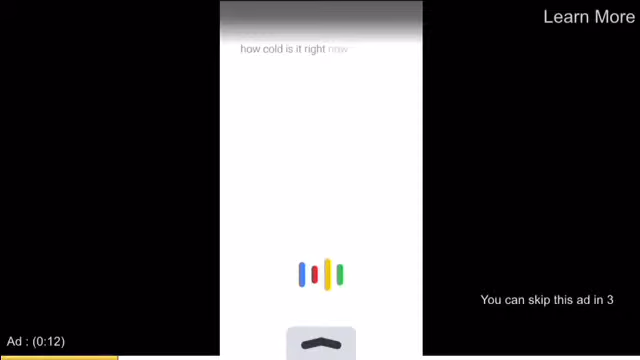 Learn More
how cold is it right now
You can skip this ad in 3
Ad : (0:12)